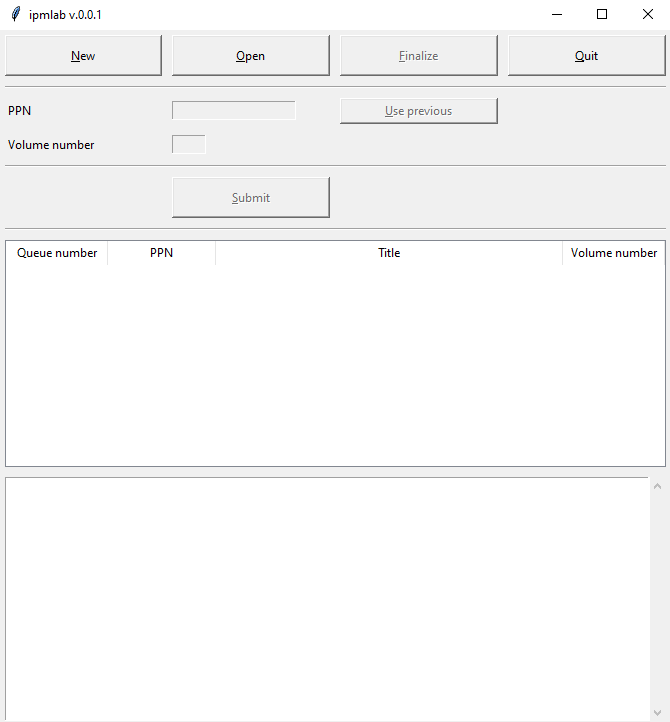 ipmlab v.0.0.1
New Open Finalize Quit
PPN Use previous
Volume number
Submit
Queue number PPN Title Volume number